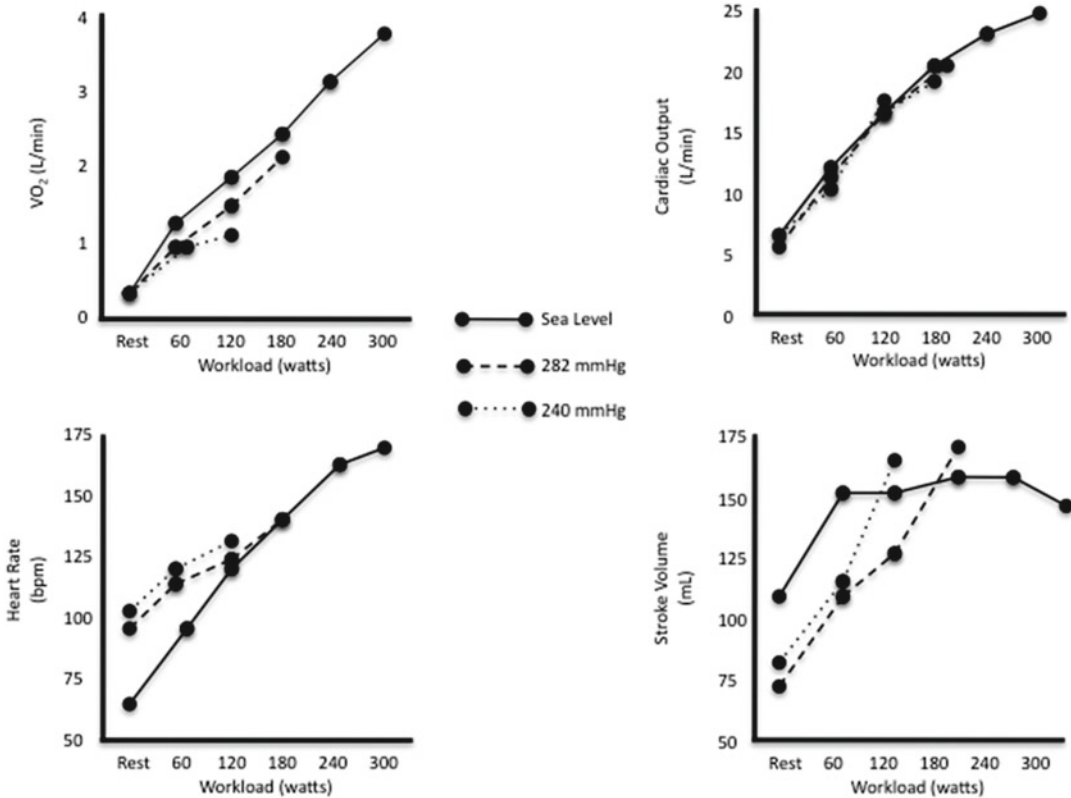 4
3
2
1
0
VO2 (L/min)
Rest 60 120 180 240 300
Workload (watts)
25
20
15
10
5
0
Cardiac Output
(L/min)
Rest 60 120 180 240 300
Workload (watts)
Sea Level
282 mmHg
240 mmHg
175
150
125
100
75
50
Heart Rate
(bpm)
Rest 60 120 180 240 300
Workload (watts)
175
150
125
100
75
50
Stroke Volume
(mL)
Rest 60 120 180 240 300
Workload (watts)